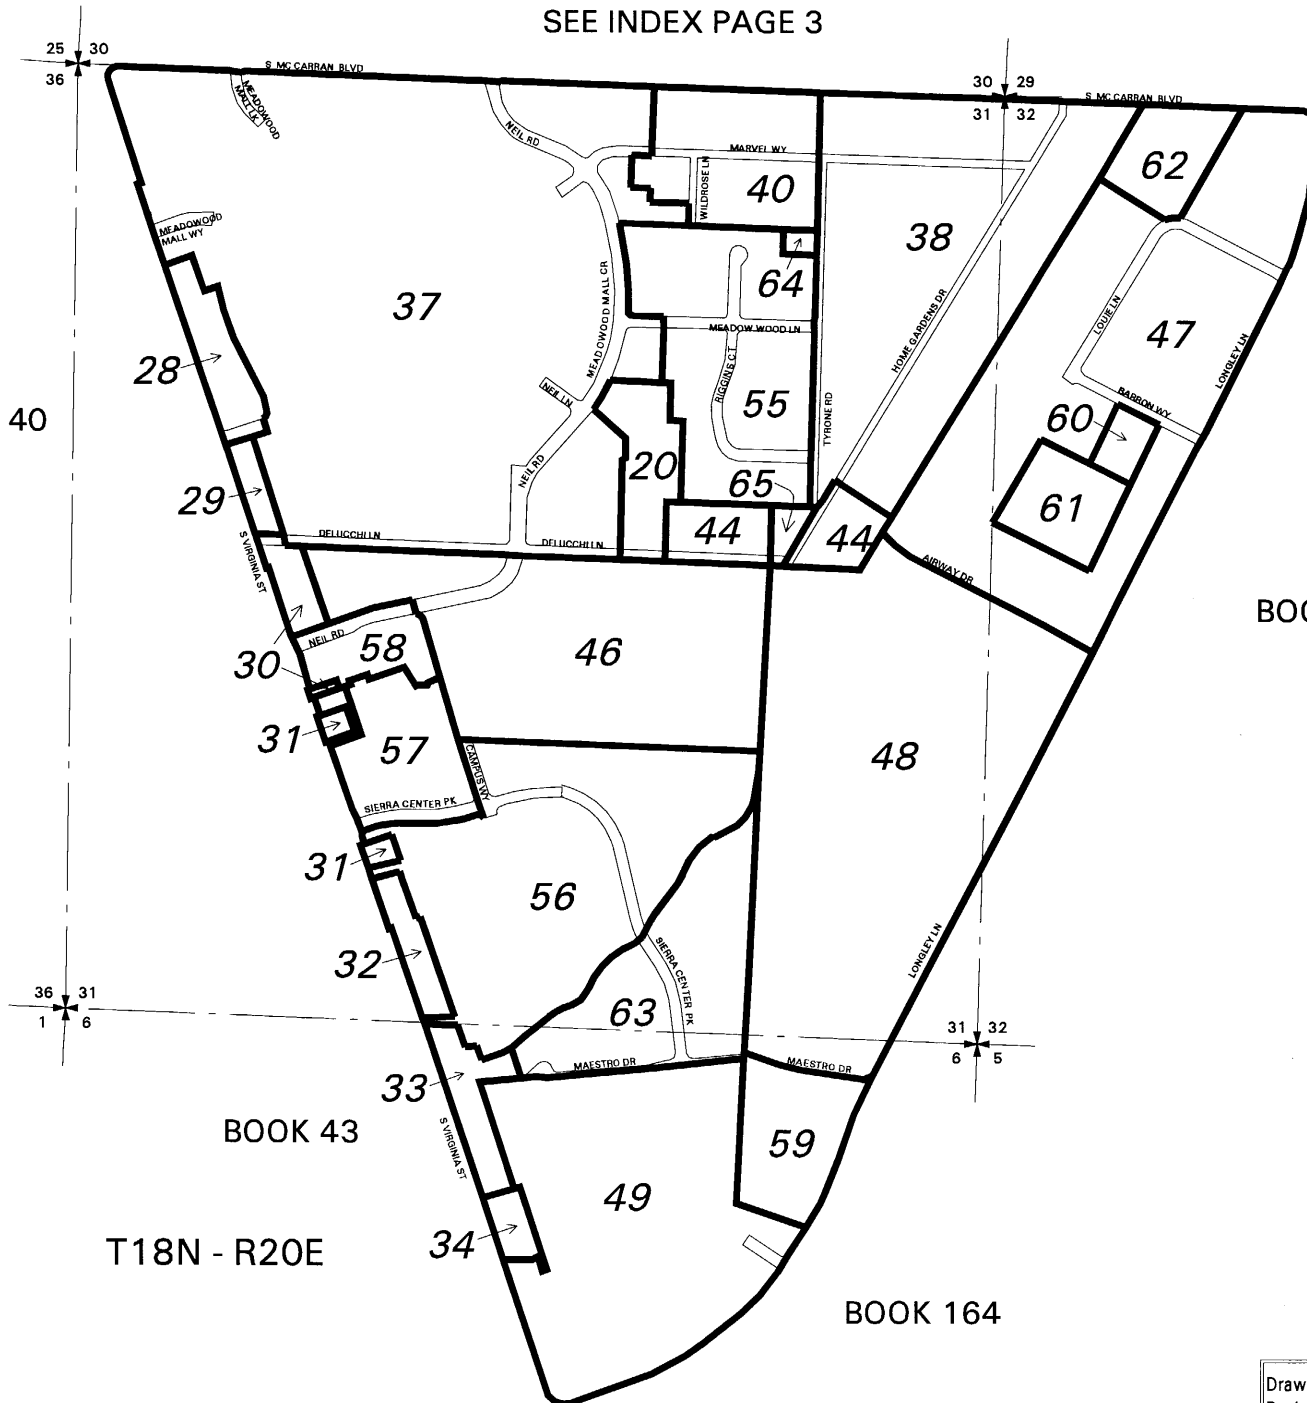 SEE INDEX PAGE 3
25 30
36
30 29
31 32
S MC CARRAN BLVD
S MC CARRAN BLVD
MEADOWOOD
MALL LK
NEIL RD
MARVEL WY
WILDROSE LN
40
62
MEADOWOOD
MALL WY
38
64
37
MEADOWOOD MALL CR
MEADOW WOOD LN
HOME GARDENS DR
LOUIE LN
47
LONGLEY LN
28
RIGGINS CT
55
NEIL LN
TYRONE RD
BARRON WY
40
60
NEIL RD
20
65
29
61
DELUCCHI LN
DELUCCHI LN
44
44
S VIRGINIA ST
AIRWAY DR
BOO
NEIL RD
58
46
30
31
57
48
CAMPUS WY
SIERRA CENTER PK
31
56
32
SIERRA CENTER PK
LONGLEY LN
36 31
1 6
63
31 32
6 5
MAESTRO DR
MAESTRO DR
33
BOOK 43
S VIRGINIA ST
59
49
34
T18N - R20E
BOOK 164
Draw